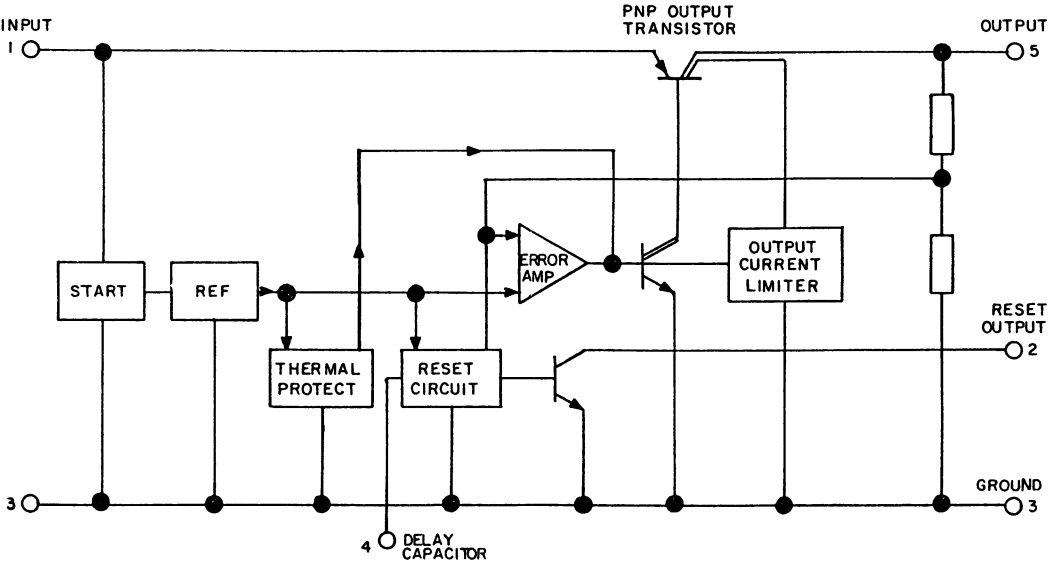 PNP OUTPUT
TRANSISTOR
INPUT
1
OUTPUT
5
START
REF
ERROR
AMP
OUTPUT
CURRENT
LIMITER
THERMAL
PROTECT
RESET
CIRCUIT
RESET
OUTPUT
2
3
GROUND
3
4
DELAY
CAPACITOR